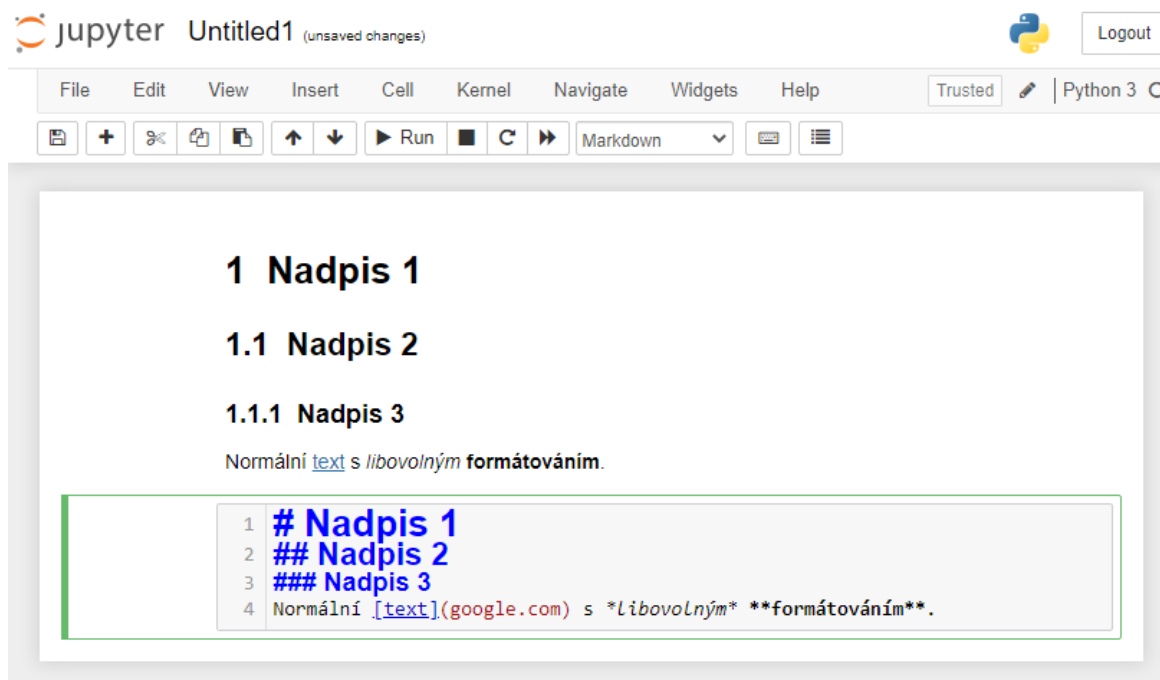 jupyter Untitled1 (unsaved changes) Logout
File Edit View Insert Cell Kernel Navigate Widgets Help Trusted Python 3
Run Markdown
1 Nadpis 1
1.1 Nadpis 2
1.1.1 Nadpis 3
Normální text s libovolným formátováním.
1 # Nadpis 1
2 ## Nadpis 2
3 ### Nadpis 3
4 Normální [text](google.com) s *libovolným* **formátováním**.